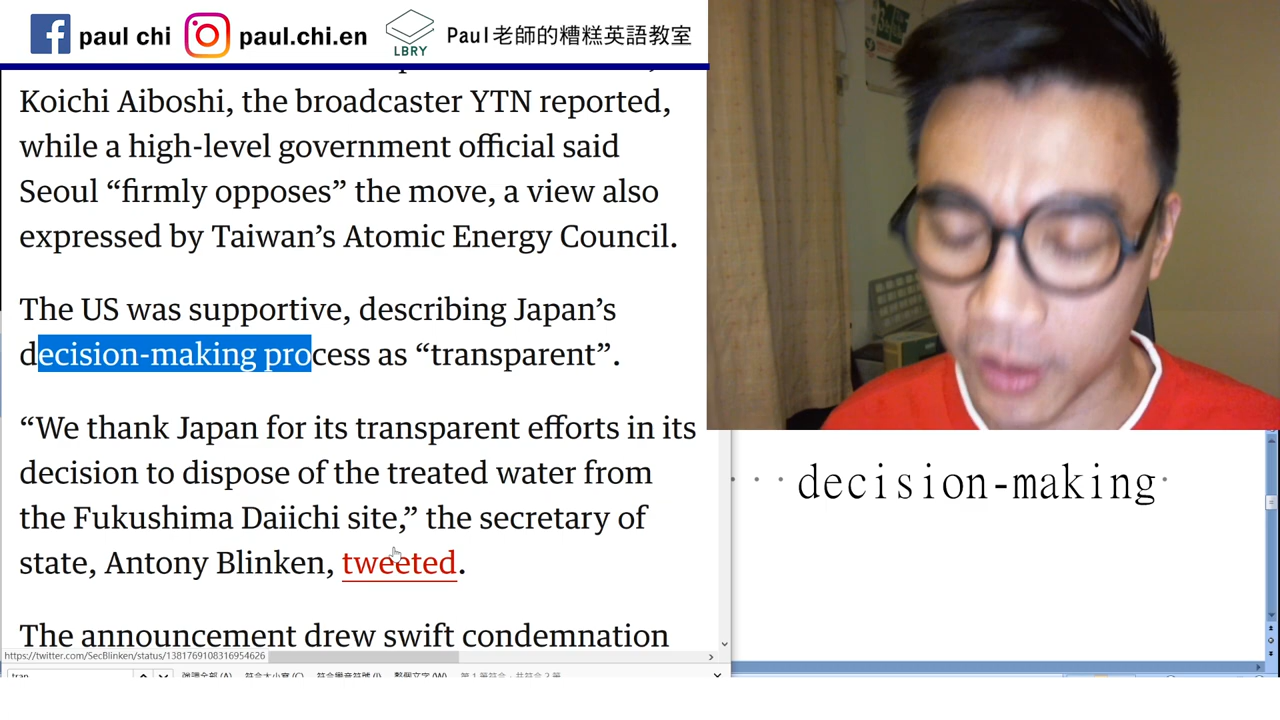 paul chi paul.chi.en LBRY Paul老師的糟糕英語教室
Koichi Aiboshi, the broadcaster YTN reported,
while a high-level government official said
Seoul “firmly opposes” the move, a view also
expressed by Taiwan’s Atomic Energy Council.
The US was supportive, describing Japan’s
decision-making process as “transparent”.
“We thank Japan for its transparent efforts in its
decision to dispose of the treated water from
the Fukushima Daiichi site,” the secretary of
state, Antony Blinken, tweeted.
The announcement drew swift condemnation
decision-making
https://twitter.com/SecBlinken/status/1381769108316954626